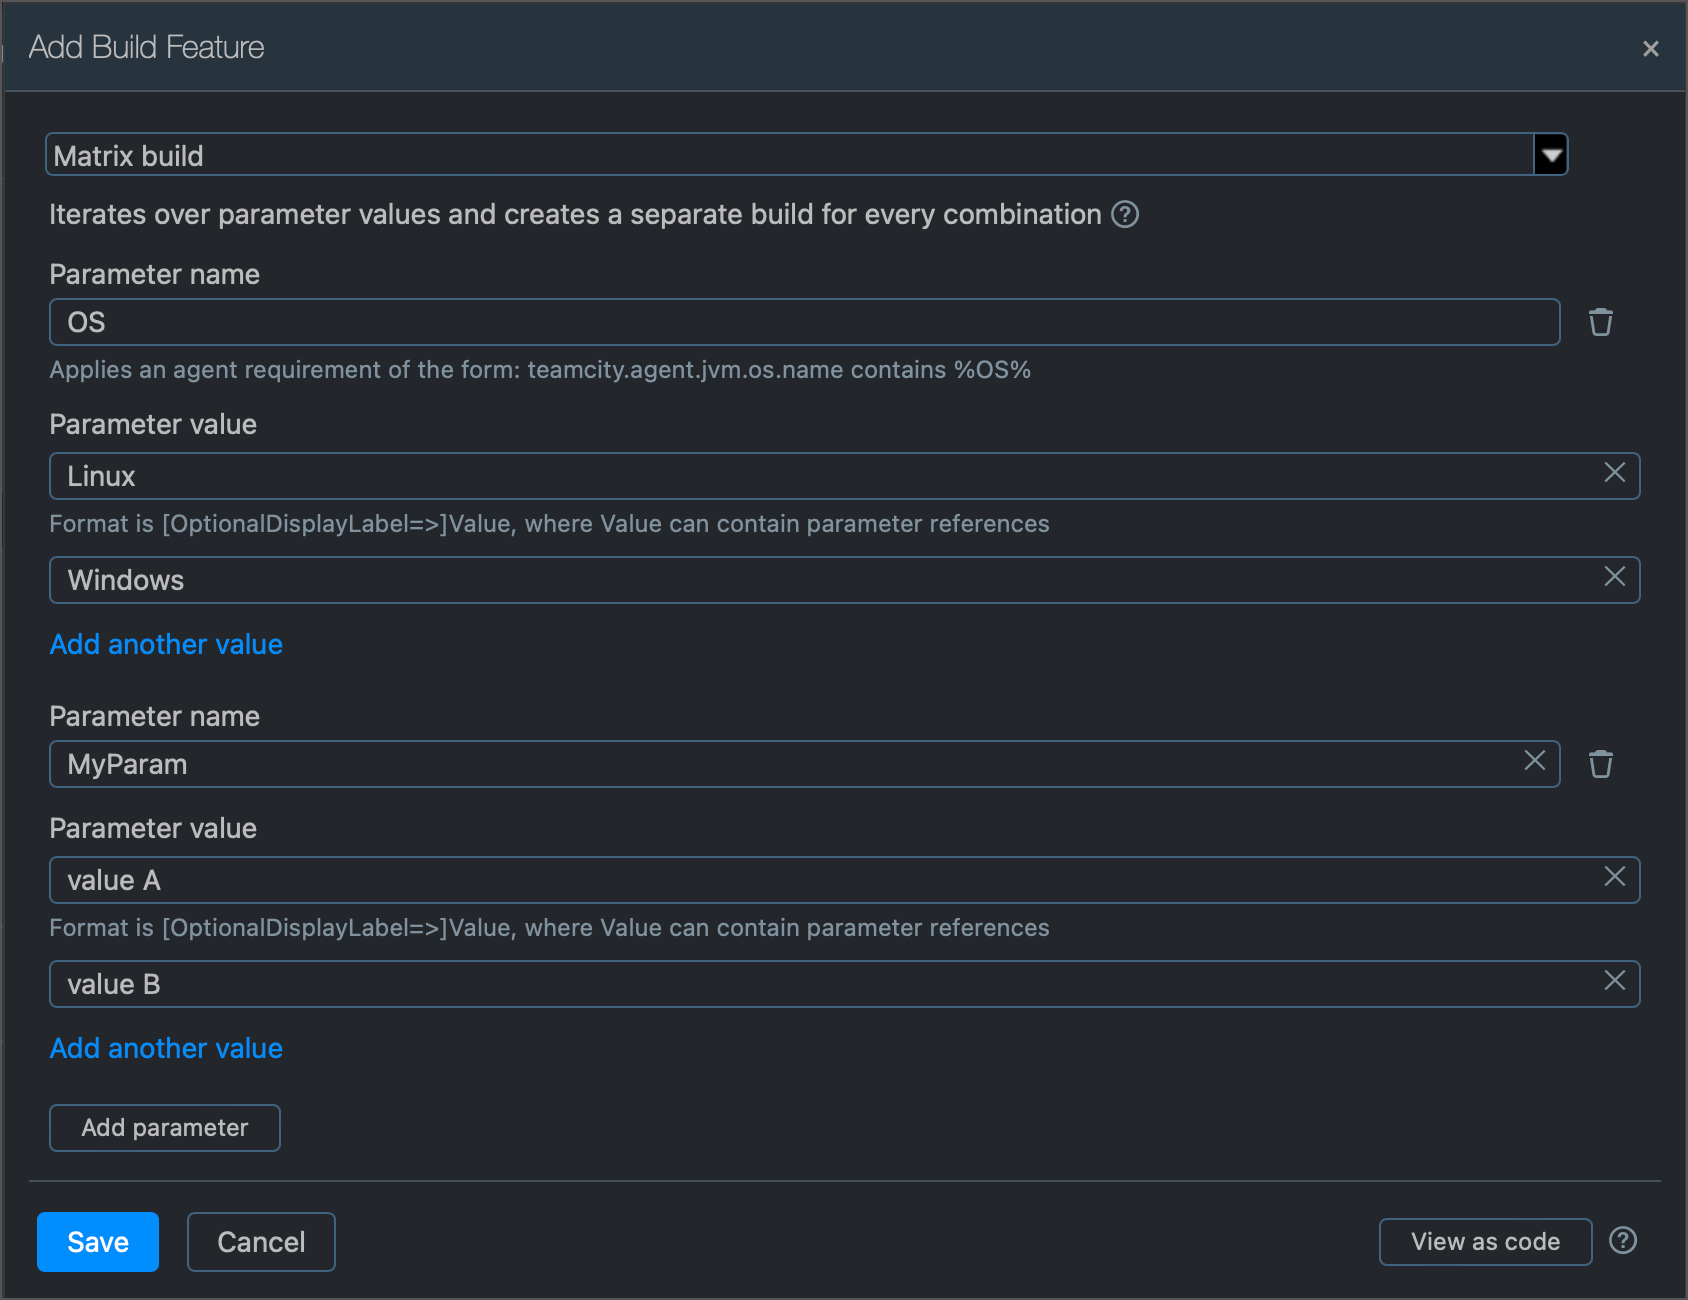 Add Build Feature
Matrix build
Iterates over parameter values and creates a separate build for every combination
Parameter name
OS
Applies an agent requirement of the form: teamcity.agent.jvm.os.name contains %OS%
Parameter value
Linux
Format is [OptionalDisplayLabel=>]Value, where Value can contain parameter references
Windows
Add another value
Parameter name
MyParam
Parameter value
value A
Format is [OptionalDisplayLabel=>]Value, where Value can contain parameter references
value B
Add another value
Add parameter
Save Cancel View as code